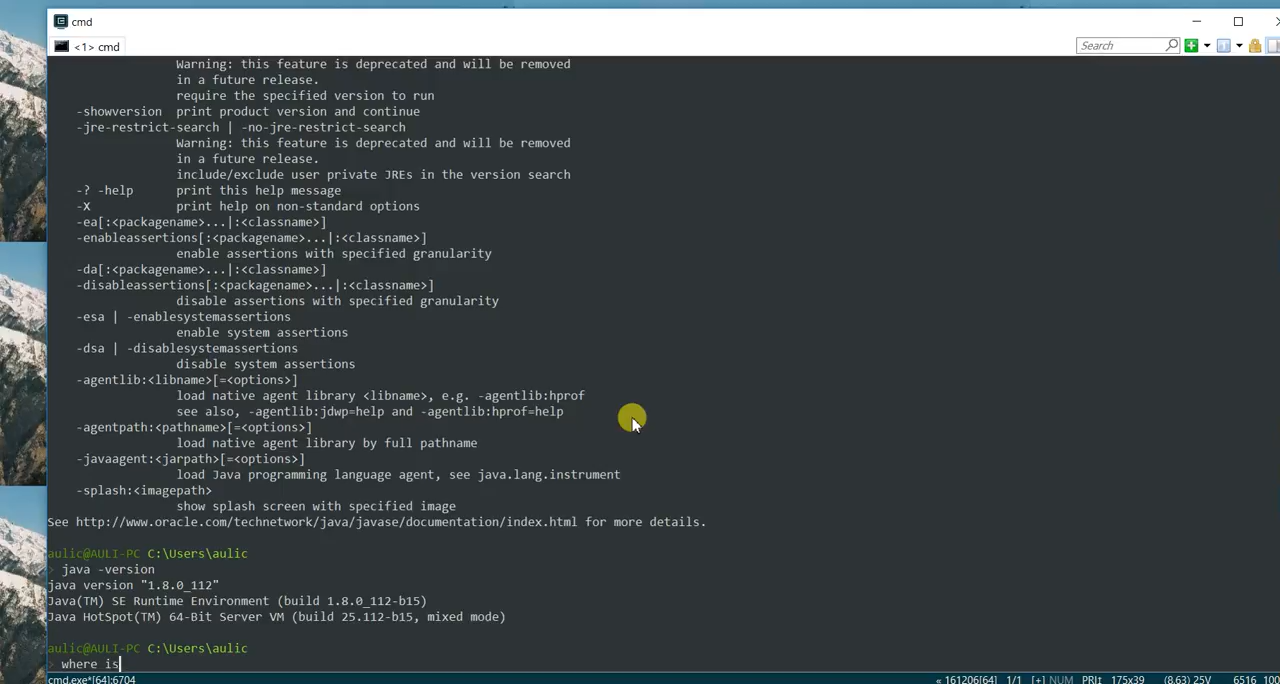 cmd
<1> cmd
Search
Warning: this feature is deprecated and will be removed
in a future release.
require the specified version to run
-showversion  print product version and continue
-jre-restrict-search | -no-jre-restrict-search
Warning: this feature is deprecated and will be removed
in a future release.
include/exclude user private JREs in the version search
-? -help      print this help message
-X            print help on non-standard options
-ea[:<packagename>...|:<classname>]
-enableassertions[:<packagename>...|:<classname>]
enable assertions with specified granularity
-da[:<packagename>...|:<classname>]
-disableassertions[:<packagename>...|:<classname>]
disable assertions with specified granularity
-esa | -enablesystemassertions
enable system assertions
-dsa | -disablesystemassertions
disable system assertions
-agentlib:<libname>[=<options>]
load native agent library <libname>, e.g. -agentlib:hprof
see also, -agentlib:jdwp=help and -agentlib:hprof=help
-agentpath:<pathname>[=<options>]
load native agent library by full pathname
-javaagent:<jarpath>[=<options>]
load Java programming language agent, see java.lang.instrument
-splash:<imagepath>
show splash screen with specified image
See http://www.oracle.com/technetwork/java/javase/documentation/index.html for more details.
aulic@AULI-PC C:\Users\aulic
> java -version
java version "1.8.0_112"
Java(TM) SE Runtime Environment (build 1.8.0_112-b15)
Java HotSpot(TM) 64-Bit Server VM (build 25.112-b15, mixed mode)
aulic@AULI-PC C:\Users\aulic
> where is
cmd.exe*[64]:6704 « 161206[64] 1/1 [+] NUM PRI↕ 175x39 (8,63) 25V 6516 100